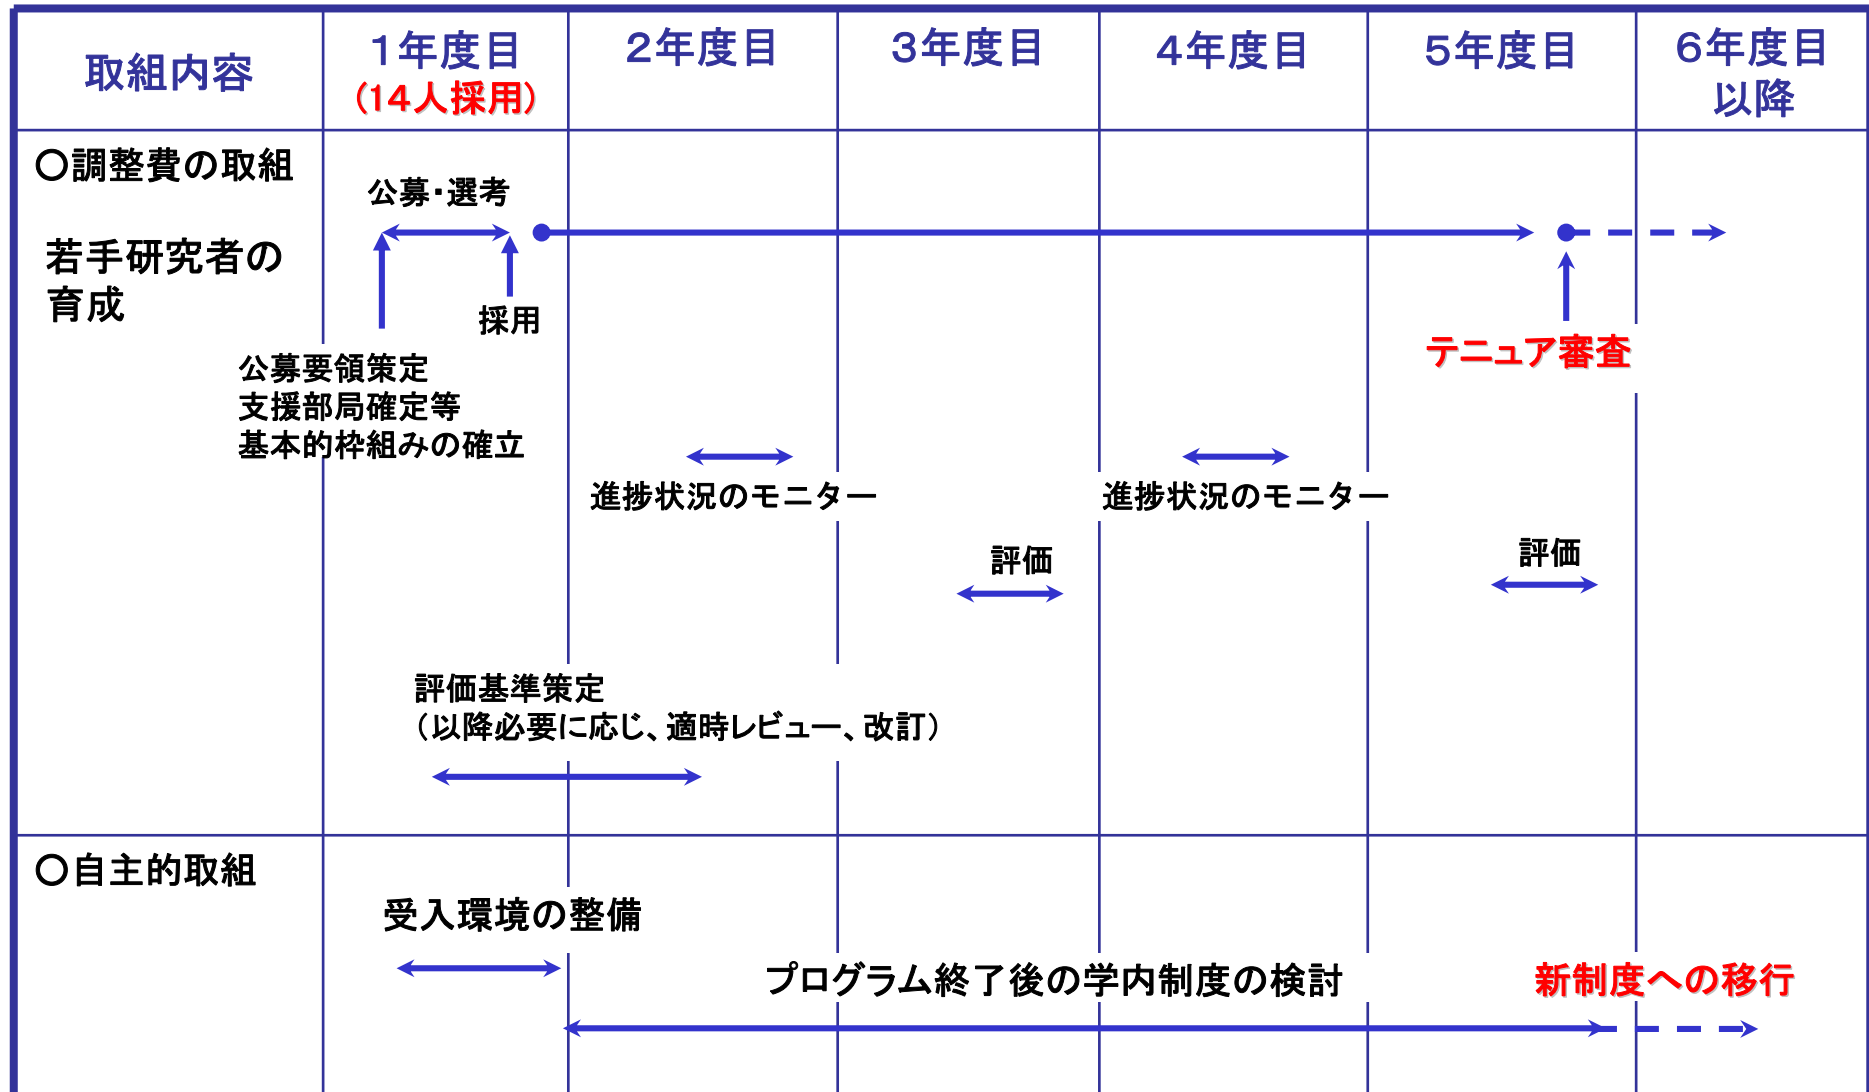 取組内容
1年度目
(14人採用)
2年度目
3年度目
4年度目
5年度目
6年度目
以降
○調整費の取組
若手研究者の
育成
公募・選考
採用
公募要領策定
支援部局確定等
基本的枠組みの確立
テニュア審査
進捗状況のモニター
進捗状況のモニター
評価
評価
評価基準策定
（以降必要に応じ、適時レビュー、改訂）
○自主的取組
受入環境の整備
プログラム終了後の学内制度の検討
新制度への移行